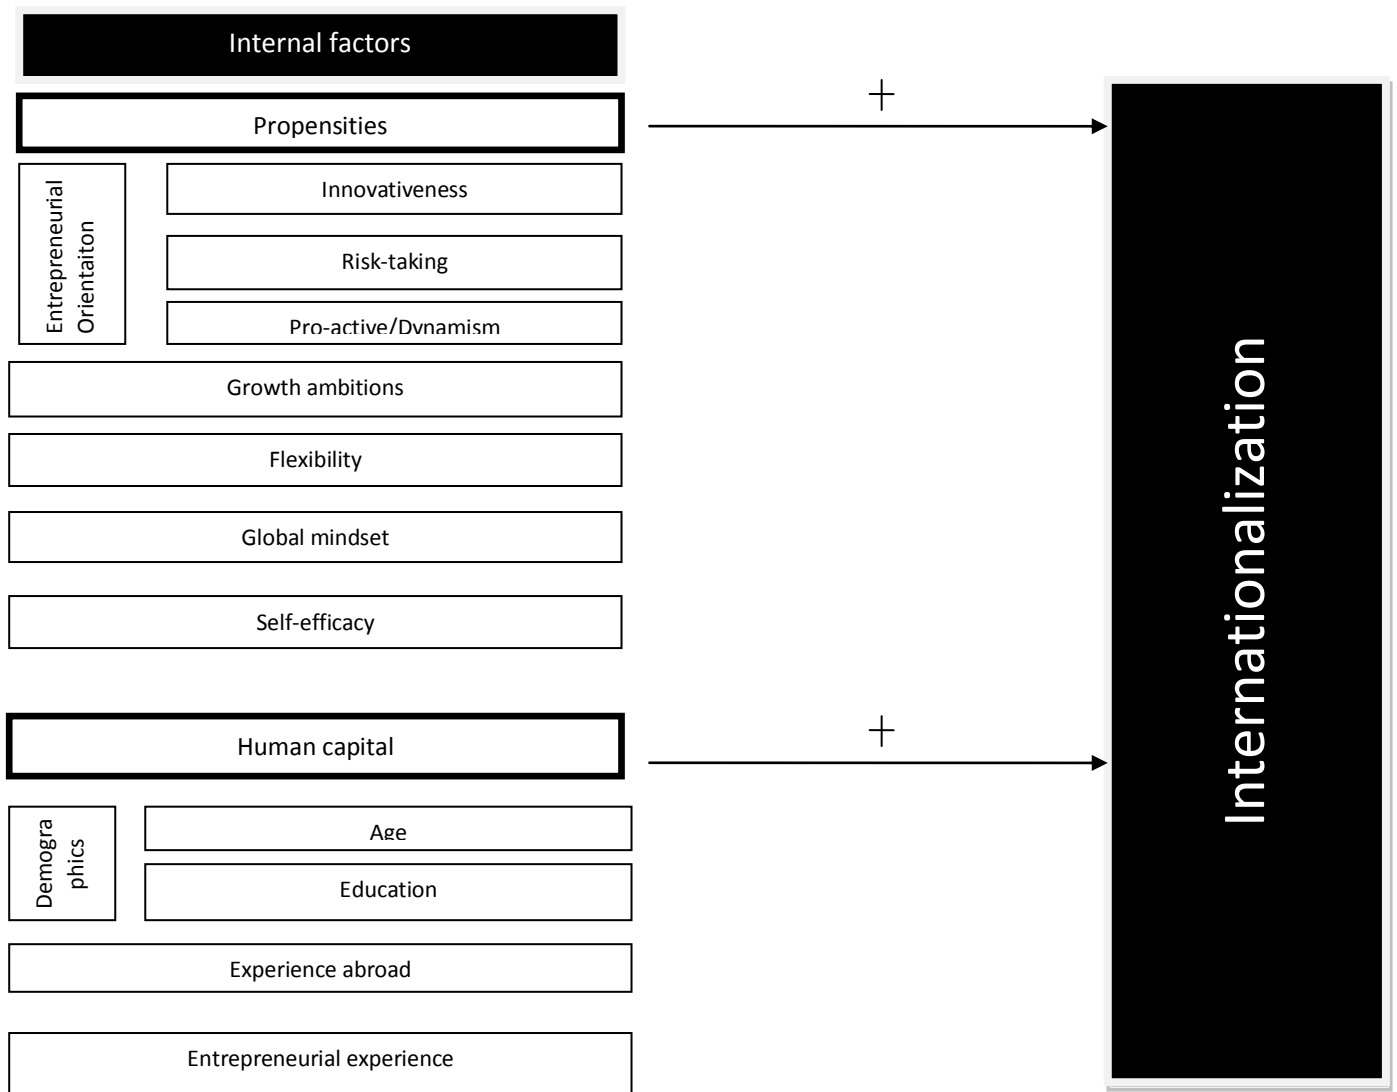 Internal factors
+
Propensities
Entrepreneurial
Orientaiton
Innovativeness
Risk-taking
Pro-active/Dynamism
Growth ambitions
Flexibility
Global mindset
Self-efficacy
+
Human capital
Demogra
phics
Age
Education
Experience abroad
Entrepreneurial experience
Internationalization